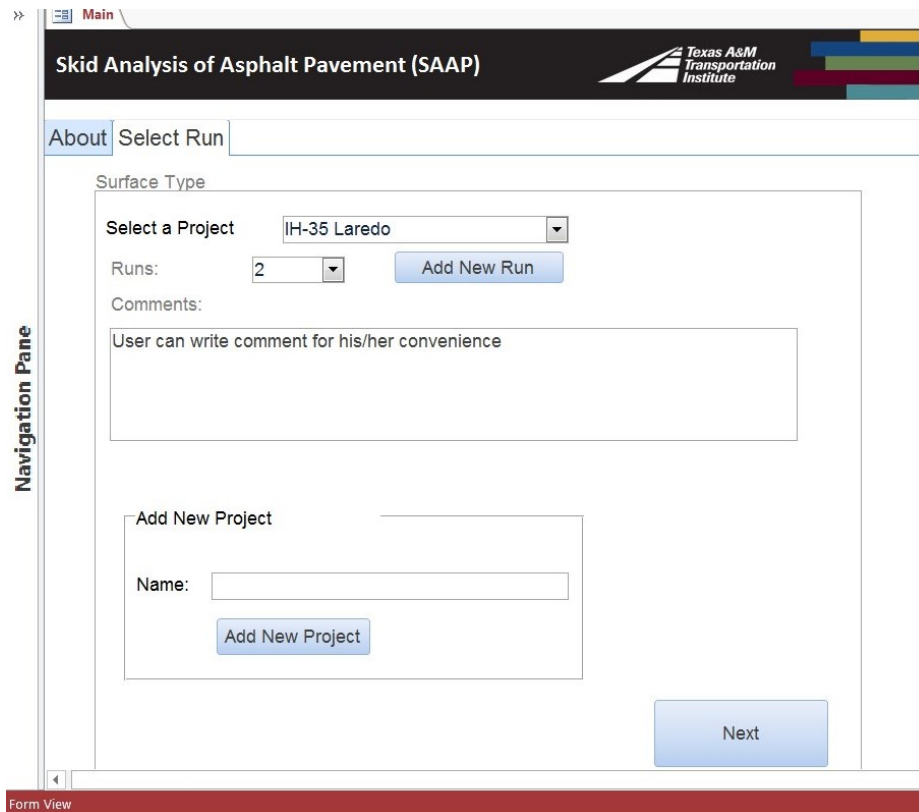 Main
Skid Analysis of Asphalt Pavement (SAAP)
Texas A&M
Transportation
Institute
About
Select Run
Surface Type
Select a Project
IH-35 Laredo
Runs:
2
Add New Run
Comments:
User can write comment for his/her convenience
Navigation Pane
Add New Project
Name:
Add New Project
Next
Form View